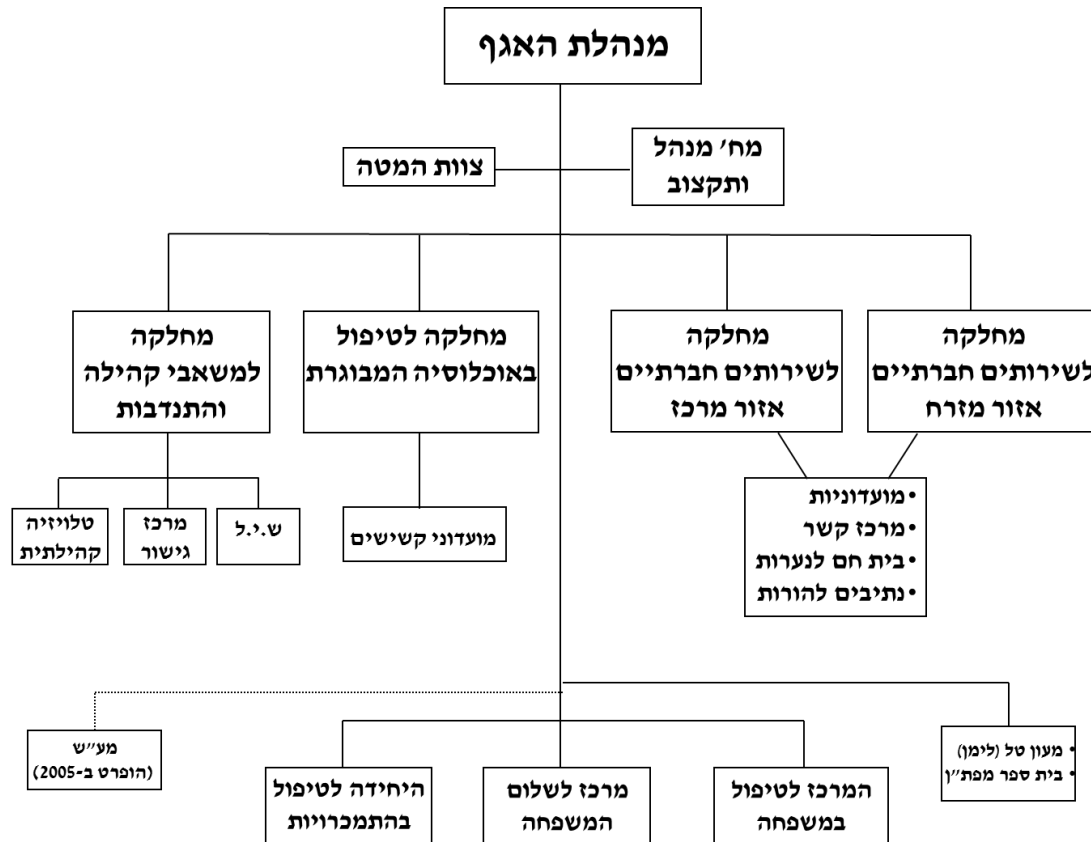 מנהלת האגף
מח' מנהל
ותקצוב
צוות המטה
מחלקה
לשירותים חברתיים
אזור מזרח
מחלקה
לשירותים חברתיים
אזור מרכז
מחלקה לטיפול
באוכלוסיה המבוגרת
מחלקה
למשאבי קהילה
והתנדבות
•מועדוניות
•מרכז קשר
•בית חם לנערות
•נתיבים להורות
מועדוני קשישים
ש.י.ל
מרכז
גישור
טלויזיה
קהילתית
• מעון טל (לימן)
• בית ספר מפת"ן
המרכז לטיפול
במשפחה
מרכז לשלום
המשפחה
היחידה לטיפול
בהתמכרויות
מע"ש
(הופרט ב-2005)